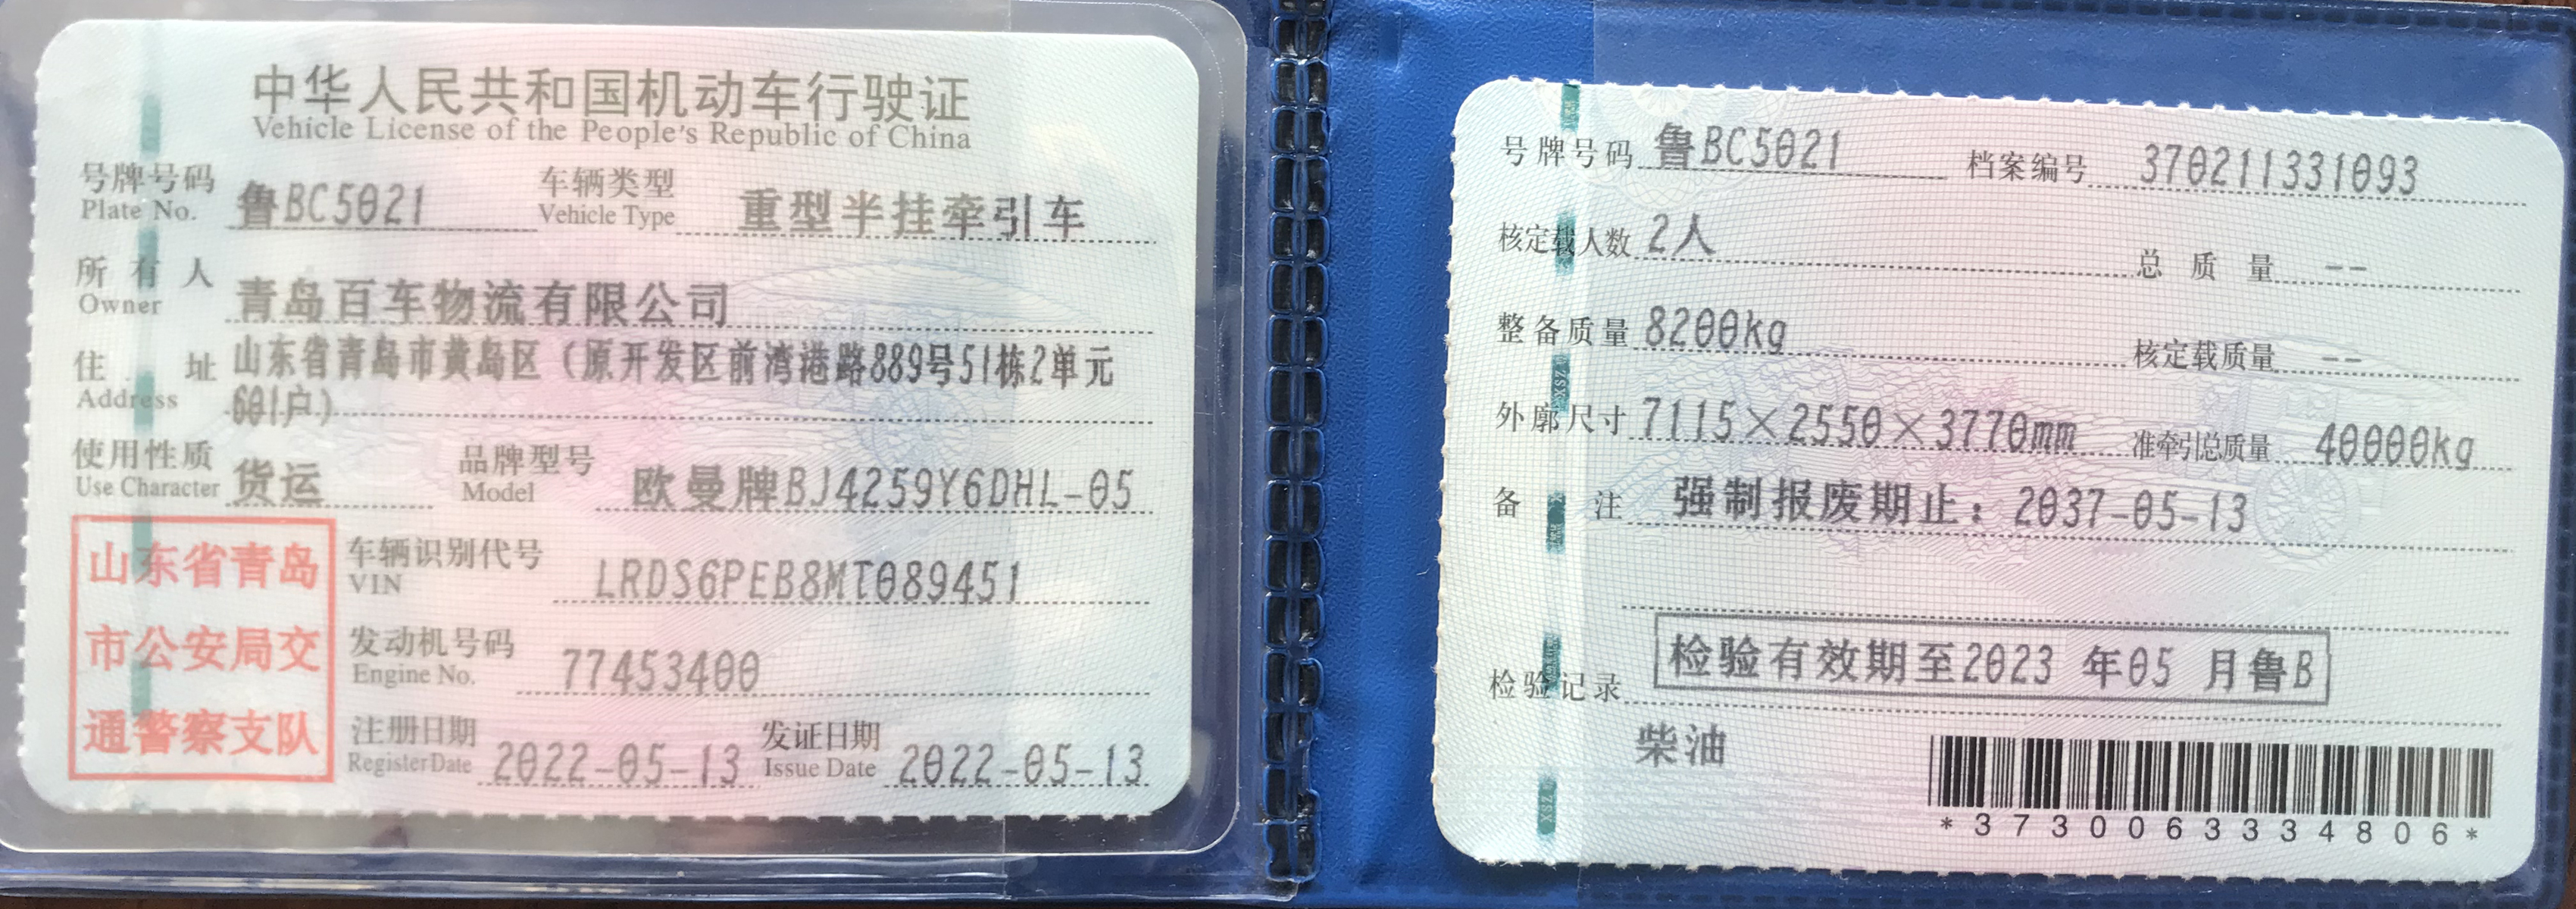 中华人民共和国机动车行驶证
Vehicle License of the People's Republic of China
号牌号码 鲁BC5021 车辆类型 重型半挂牵引车
Plate No. Vehicle Type
所有人 青岛百车物流有限公司
Owner
住址 山东省青岛市黄岛区（原开发区前湾港路889号51栋2单元
Address 601户）
使用性质 货运 品牌型号 欧曼牌BJ4259Y6DHL-05
Use Character Model
山东省青岛
市公安局交
通警察支队
车辆识别代号 LRDS6PEB8MT089451
VIN
发动机号码 77453400
Engine No.
注册日期 2022-05-13 发证日期 2022-05-13
Register Date Issue Date
号牌号码 鲁BC5021 档案编号 370211331093
核定载人数 2人 总质量 --
整备质量 8200kg 核定载质量 --
外廓尺寸 7115×2550×3770mm 准牵引总质量 40000kg
备注 强制报废期止：2037-05-13
检验记录 检验有效期至2023 年05 月鲁B
柴油
*3730063334806*